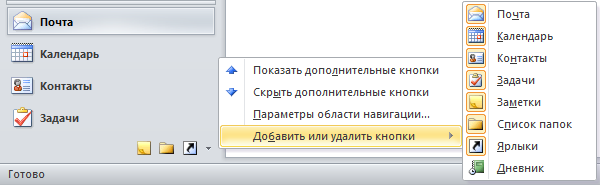 Почта
Календарь
Контакты
Задачи
Готово
Показать дополнительные кнопки
Скрыть дополнительные кнопки
Параметры области навигации...
Добавить или удалить кнопки
Почта
Календарь
Контакты
Задачи
Заметки
Список папок
Ярлыки
Дневник